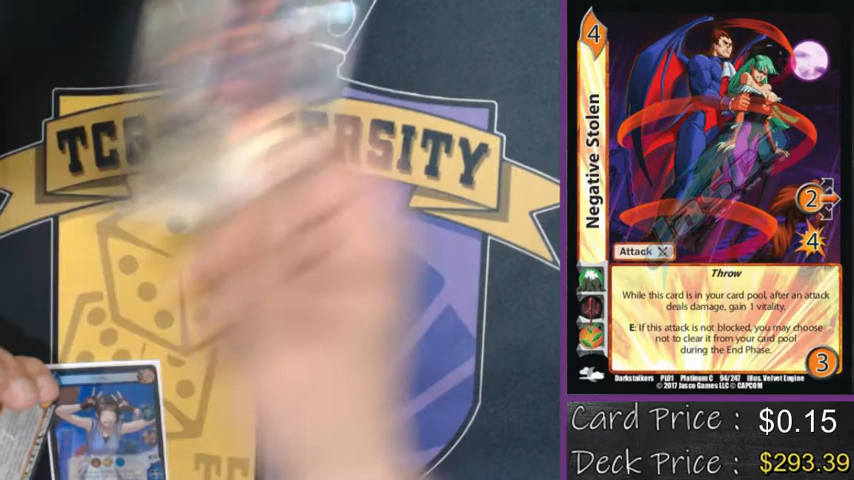 TCG
ERSITY
TC
4
Negative Stolen
2
4
Attack
Throw
While this card is in your card pool, after an attack
deals damage, gain 1 vitality.
E: If this attack is not blocked, you may choose
not to clear it from your card pool
during the End Phase.
3
Darkstalkers PL01 Platinum C 94/247 Illus. Velvet Engine
© 2017 Jasco Games LLC © CAPCOM
Card Price : $0.15
Deck Price : $293.39